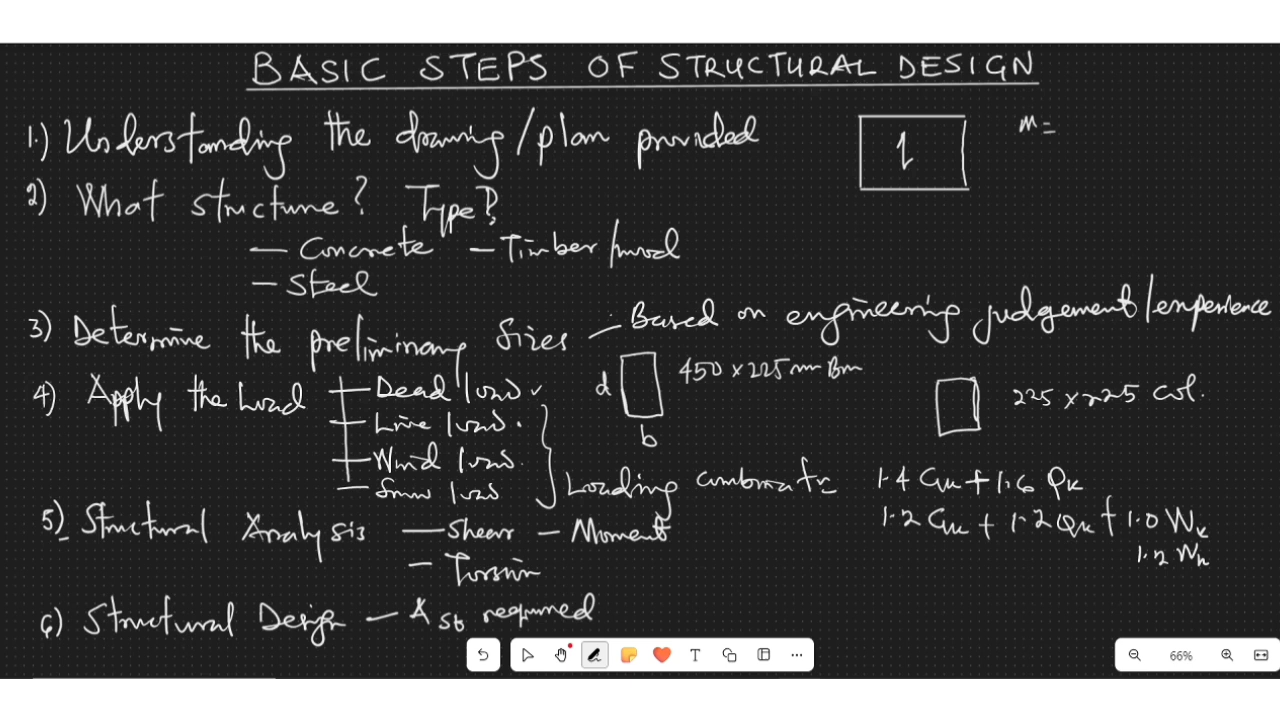 BASIC STEPS OF STRUCTURAL DESIGN
1.) Understanding the drawing/plan provided
1
M=
2) What structure? Type?
— Concrete — Timber/wood
— Steel
3) Determine the preliminary sizes — Based on engineering judgement/experience
d
b
450 x 225mm Bm
225 x 225 col.
4) Apply the Load — Dead load ✓
— Live load.
— Wind load.
— Snow load
Loading combinatn
1.4 Gk + 1.6 Qk
1.2 Gk + 1.2 Qk + 1.0 Wk
1.2 Wk
5) Structural Analysis — Shear — Moment
— Torsion
6) Structural Design — Ast required
T
66%